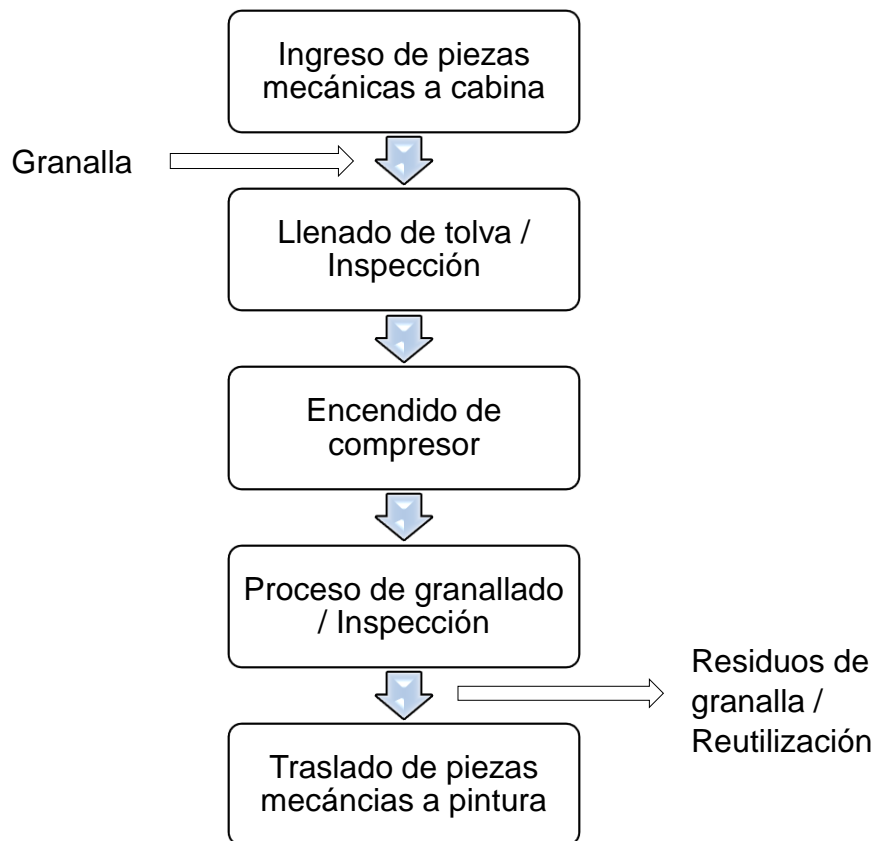 Ingreso de piezas
mecánicas a cabina
Granalla
Llenado de tolva /
Inspección
Encendido de
compresor
Proceso de granallado
/ Inspección
Residuos de
granalla /
Reutilización
Traslado de piezas
mecáncias a pintura